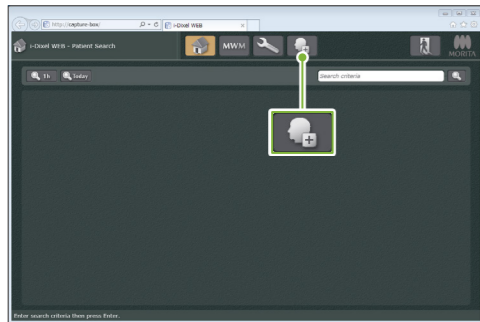 http://capture-box/
i-Dixel WEB
i-Dixel WEB - Patient Search
MWM
MORITA
1h
Today
Search criteria
Enter search criteria then press Enter.